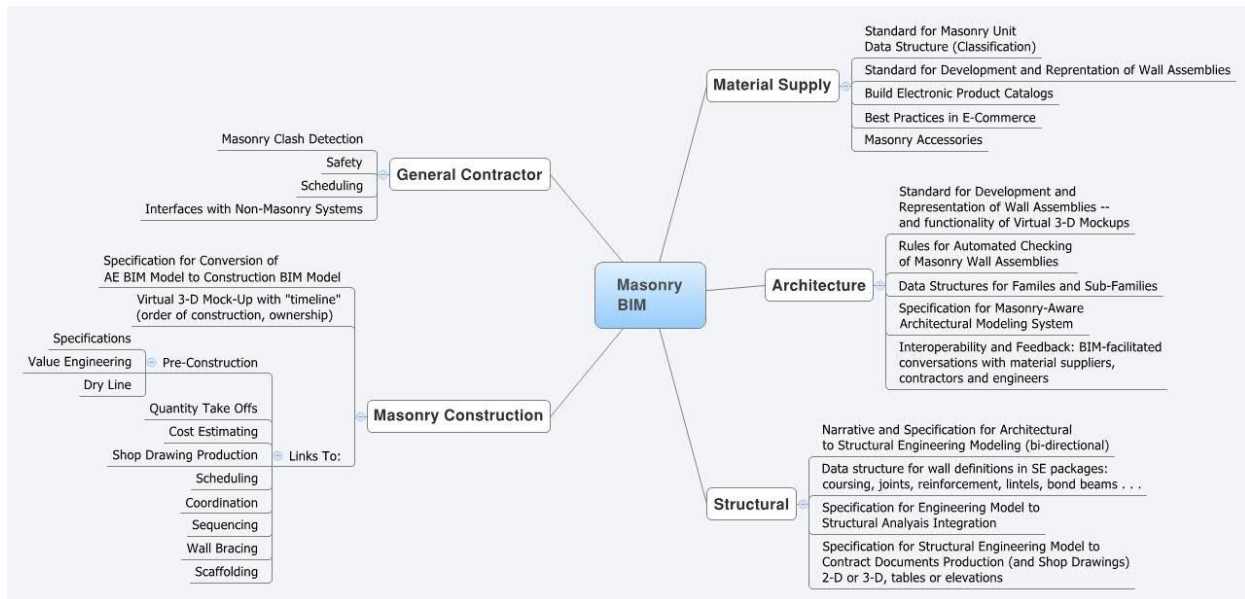 Masonry
BIM
Material Supply
Standard for Masonry Unit
Data Structure (Classification)
Standard for Development and Reprentation of Wall Assemblies
Build Electronic Product Catalogs
Best Practices in E-Commerce
Masonry Accessories
General Contractor
Masonry Clash Detection
Safety
Scheduling
Interfaces with Non-Masonry Systems
Architecture
Standard for Development and
Representation of Wall Assemblies --
and functionality of Virtual 3-D Mockups
Rules for Automated Checking
of Masonry Wall Assemblies
Data Structures for Familes and Sub-Families
Specification for Masonry-Aware
Architectural Modeling System
Interoperability and Feedback: BIM-facilitated
conversations with material suppliers,
contractors and engineers
Masonry Construction
Specification for Conversion of
AE BIM Model to Construction BIM Model
Virtual 3-D Mock-Up with "timeline"
(order of construction, ownership)
Links To:
Pre-Construction
Specifications
Value Engineering
Dry Line
Quantity Take Offs
Cost Estimating
Shop Drawing Production
Scheduling
Coordination
Sequencing
Wall Bracing
Scaffolding
Structural
Narrative and Specification for Architectural
to Structural Engineering Modeling (bi-directional)
Data structure for wall definitions in SE packages:
coursing, joints, reinforcement, lintels, bond beams . . .
Specification for Engineering Model to
Structural Analysis Integration
Specification for Structural Engineering Model to
Contract Documents Production (and Shop Drawings)
2-D or 3-D, tables or elevations